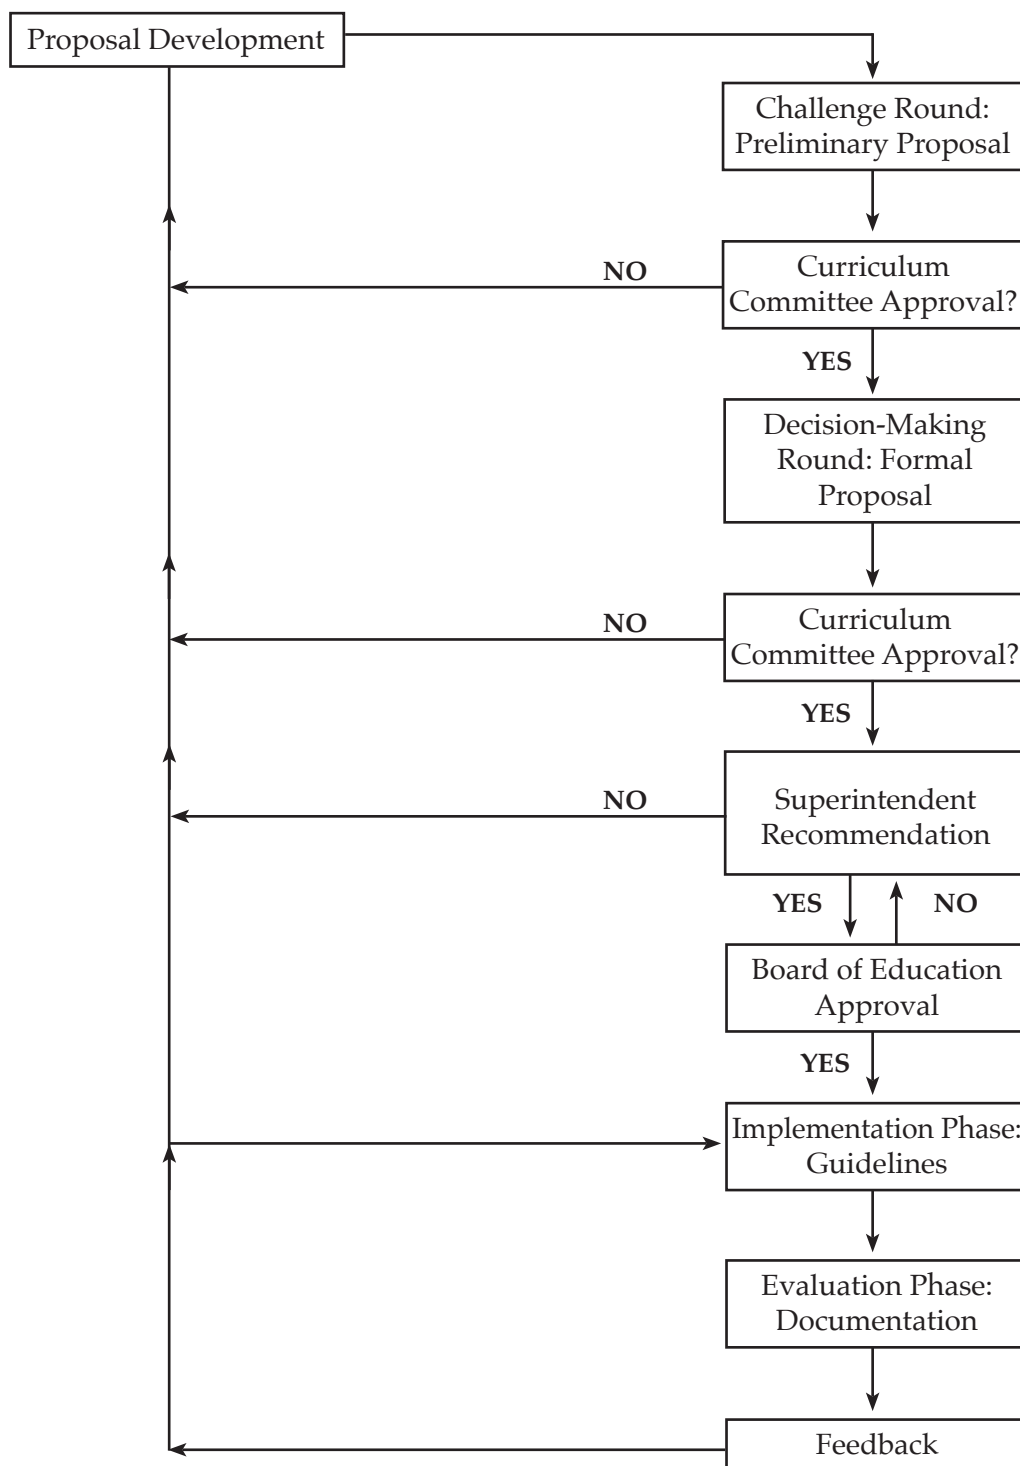 Proposal Development
Challenge Round:
Preliminary Proposal
Curriculum
Committee Approval?
NO
YES
Decision-Making
Round: Formal
Proposal
Curriculum
Committee Approval?
NO
YES
Superintendent
Recommendation
NO
YES
NO
Board of Education
Approval
YES
Implementation Phase:
Guidelines
Evaluation Phase:
Documentation
Feedback